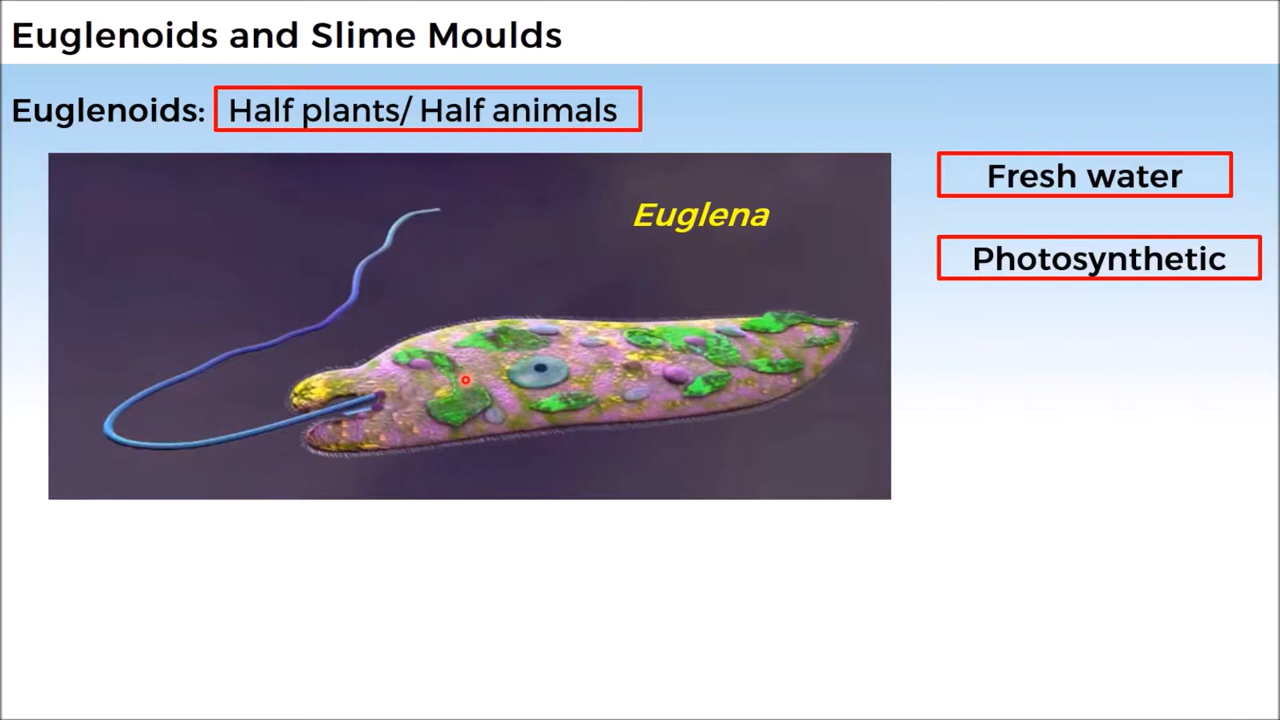 Euglenoids and Slime Moulds
Euglenoids: Half plants/ Half animals
Euglena
Fresh water
Photosynthetic